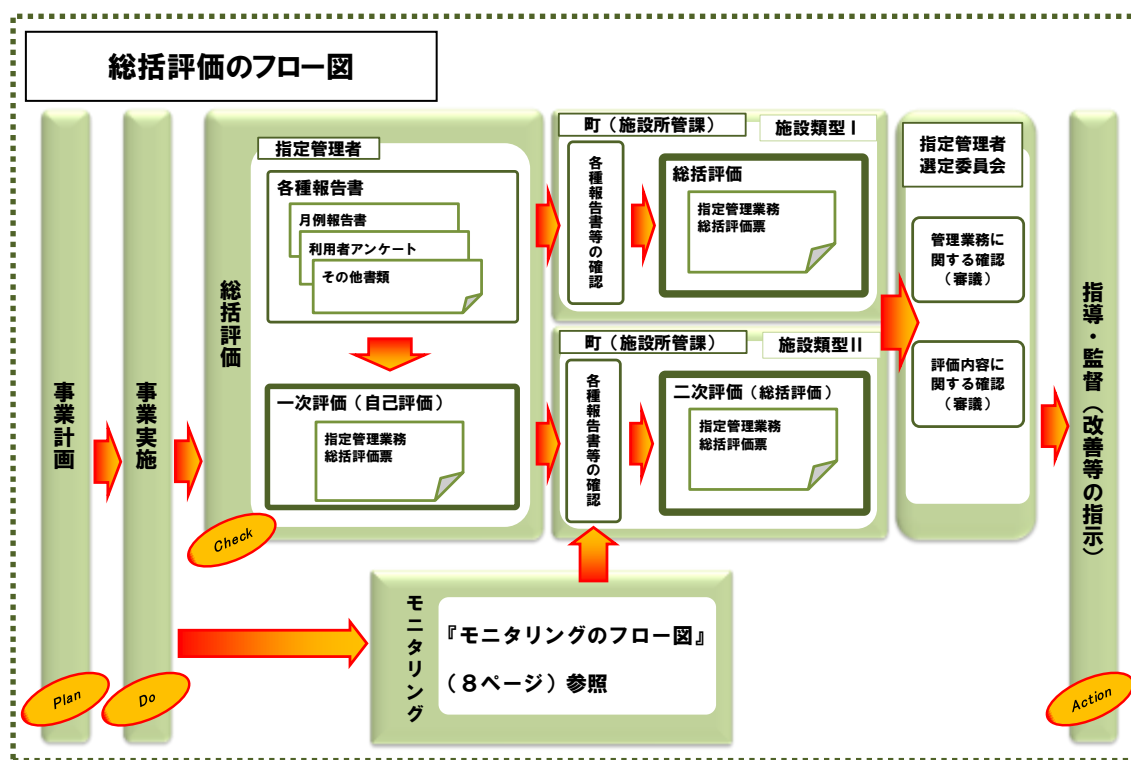 総括評価のフロー図
事業計画
Plan
事業実施
Do
総括評価
Check
指定管理者
各種報告書
月例報告書
利用者アンケート
その他書類
一次評価（自己評価）
指定管理業務
総括評価票
町（施設所管課）
施設類型Ⅰ
各種報告書等の確認
総括評価
指定管理業務
総括評価票
町（施設所管課）
施設類型II
各種報告書等の確認
二次評価（総括評価）
指定管理業務
総括評価票
モニタリング
『モニタリングのフロー図』
（８ページ）参照
指定管理者
選定委員会
管理業務に
関する確認
（審議）
評価内容に
関する確認
（審議）
指導・監督（改善等の指示）
Action